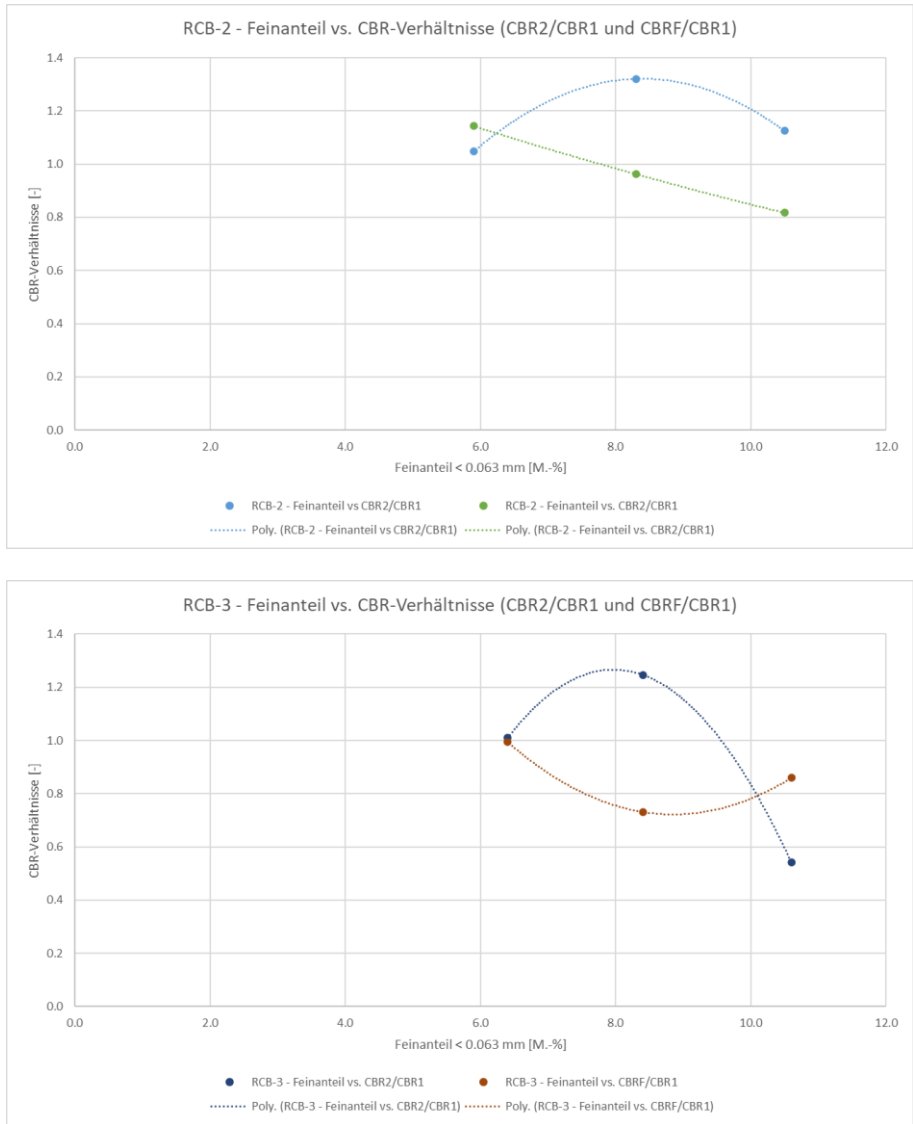 RCB-2 - Feinanteil vs. CBR-Verhältnisse (CBR2/CBR1 und CBRF/CBR1)
1.4
1.2
1.0
0.8
0.6
0.4
0.2
0.0
CBR-Verhältnisse [-]
0.0 2.0 4.0 6.0 8.0 10.0 12.0
Feinanteil < 0.063 mm [M.-%]
RCB-2 - Feinanteil vs CBR2/CBR1 RCB-2 - Feinanteil vs. CBR2/CBR1
Poly. (RCB-2 - Feinanteil vs CBR2/CBR1) Poly. (RCB-2 - Feinanteil vs. CBR2/CBR1)
RCB-3 - Feinanteil vs. CBR-Verhältnisse (CBR2/CBR1 und CBRF/CBR1)
1.4
1.2
1.0
0.8
0.6
0.4
0.2
0.0
CBR-Verhältnisse [-]
0.0 2.0 4.0 6.0 8.0 10.0 12.0
Feinanteil < 0.063 mm [M.-%]
RCB-3 - Feinanteil vs. CBR2/CBR1 RCB-3 - Feinanteil vs. CBRF/CBR1
Poly. (RCB-3 - Feinanteil vs. CBR2/CBR1) Poly. (RCB-3 - Feinanteil vs. CBRF/CBR1)